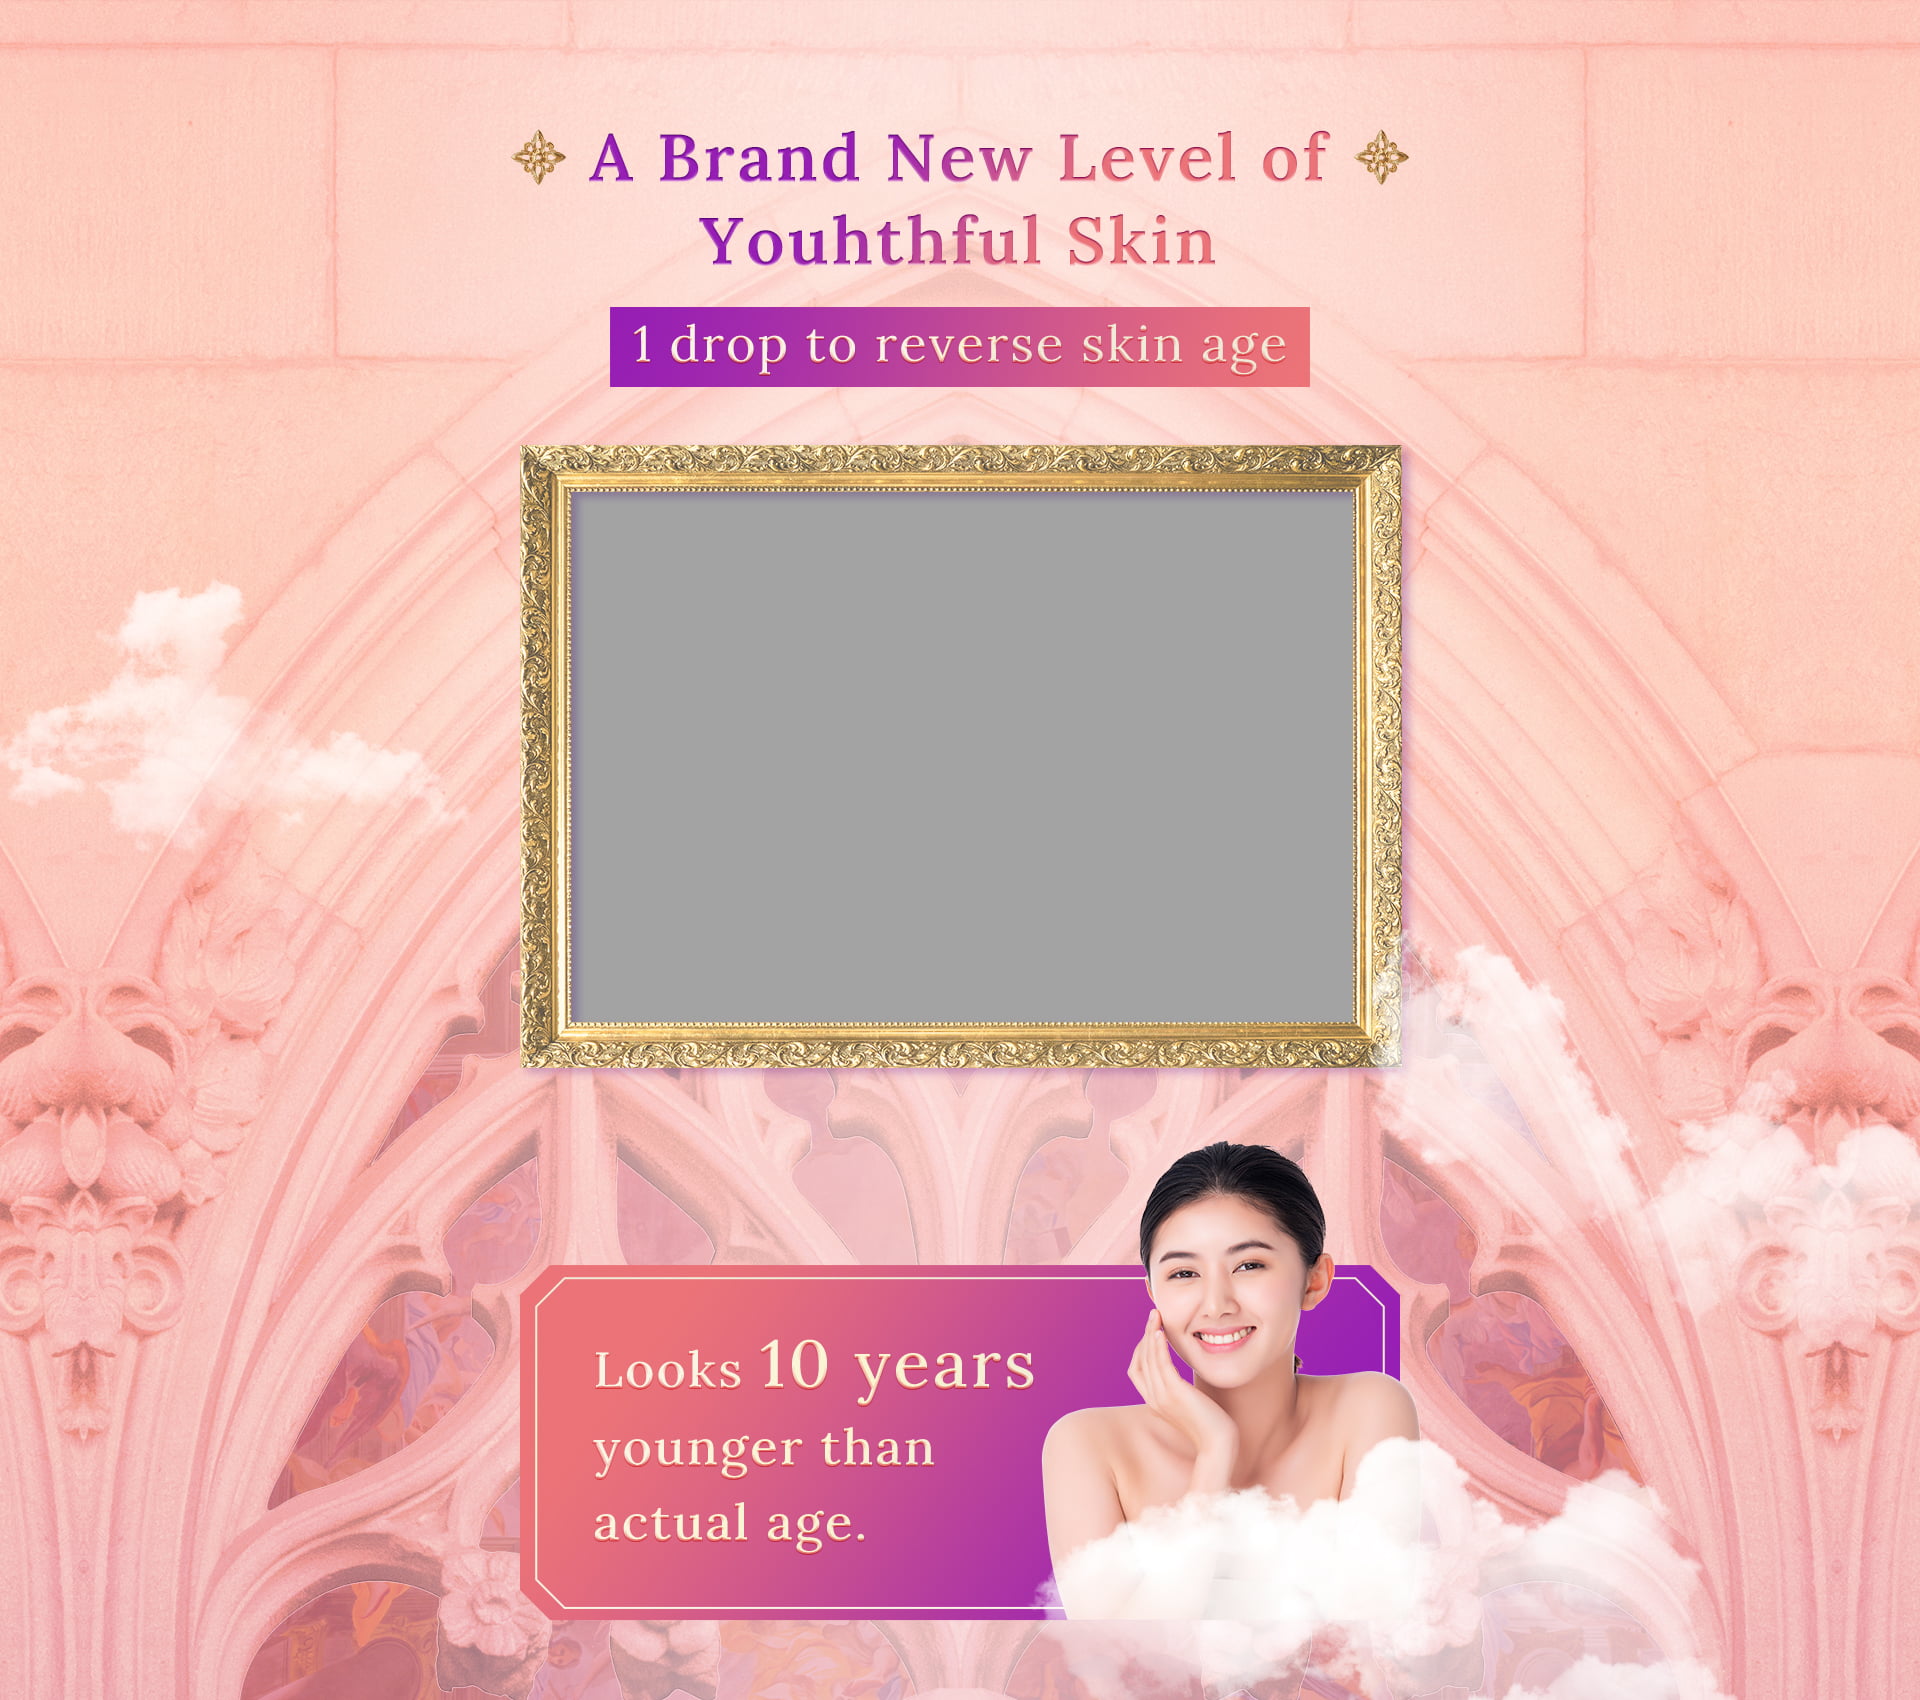 A Brand New Level of
Youhthful Skin
1 drop to reverse skin age
Looks 10 years
younger than
actual age.